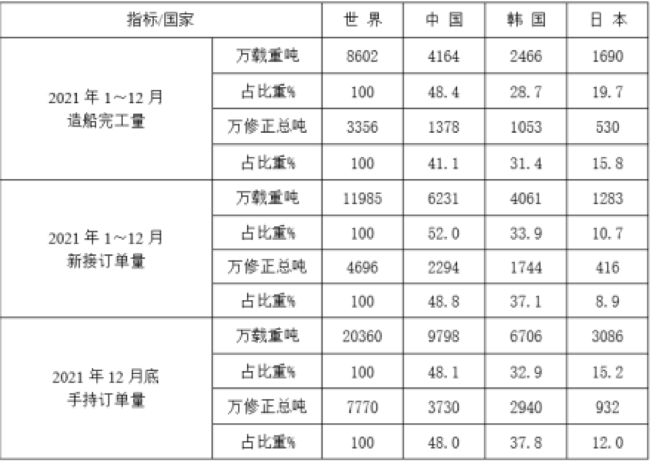 指标/国家 世 界 中 国 韩 国 日 本
2021 年 1～12 月
造船完工量
万载重吨 8602 4164 2466 1690
占比重% 100 48.4 28.7 19.7
万修正总吨 3356 1378 1053 530
占比重% 100 41.1 31.4 15.8
2021 年 1～12 月
新接订单量
万载重吨 11985 6231 4061 1283
占比重% 100 52.0 33.9 10.7
万修正总吨 4696 2294 1744 416
占比重% 100 48.8 37.1 8.9
2021 年 12 月底
手持订单量
万载重吨 20360 9798 6706 3086
占比重% 100 48.1 32.9 15.2
万修正总吨 7770 3730 2940 932
占比重% 100 48.0 37.8 12.0